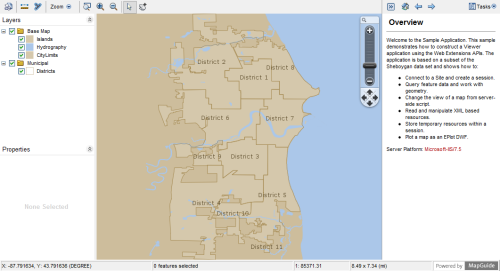 Zoom
Tasks
Layers
Base Map
Islands
Hydrography
CityLimits
Municipal
Districts
Properties
None Selected
District 2
District 8
District 1
District 6
District 7
District 9
District 3
District 5
District 4
District 10
District 11
Overview
Welcome to the Sample Application. This sample
demonstrates how to construct a Viewer
application using the Web Extensions APIs. The
application is based on a subset of the
Sheboygan data set and shows how to:
Connect to a Site and create a session.
Query feature data and work with
geometry.
Change the view of a map from server-
side script.
Read and manipulate XML based
resources.
Store temporary resources within a
session.
Plot a map as an EPlot DWF.
Server Platform: Microsoft-IIS/7.5
X: -87.791834, Y: 43.791836 (DEGREE)
0 features selected
1: 85371.31
8.49 x 7.34 (mi)
Powered by MapGuide